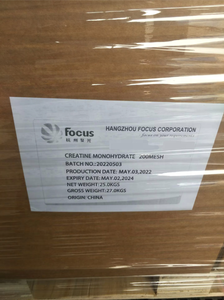 focus
HANGZHOU FOCUS CORPORATION
CREATINE MONOHYDRATE 200MESH
BATCH NO.:20220503
PRODUCTION DATE: MAY.03,2022
EXPIRY DATE: MAY.02,2024
NET WEIGHT:25.0KGS
GROSS WEIGHT:27.0KGS
ORIGIN: CHINA